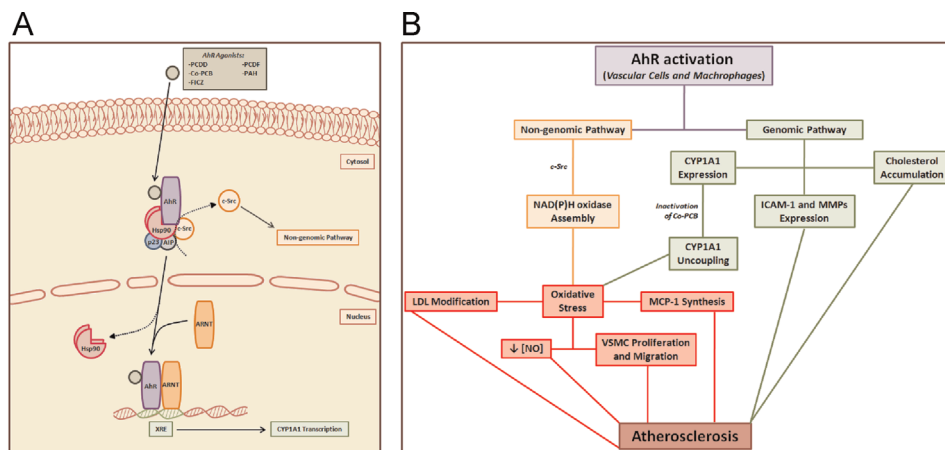 A
AhR Agonists:
-PCDD -PCDF
-Co-PCB -PAH
-FICZ
Cytosol
AhR
Hsp90
p23 AIP
c-Src
c-Src
Non-genomic Pathway
Nucleus
Hsp90
ARNT
AhR ARNT
XRE
CYP1A1 Transcription
B
AhR activation
(Vascular Cells and Machrophages)
Non-genomic Pathway
Genomic Pathway
c-Src
CYP1A1
Expression
Cholesterol
Accumulation
NAD(P)H oxidase
Assembly
Inactivation
of Co-PCB
ICAM-1 and MMPs
Expression
CYP1A1
Uncoupling
LDL Modification
Oxidative
Stress
MCP-1 Synthesis
↓ [NO]
VSMC Proliferation
and Migration
Atherosclerosis